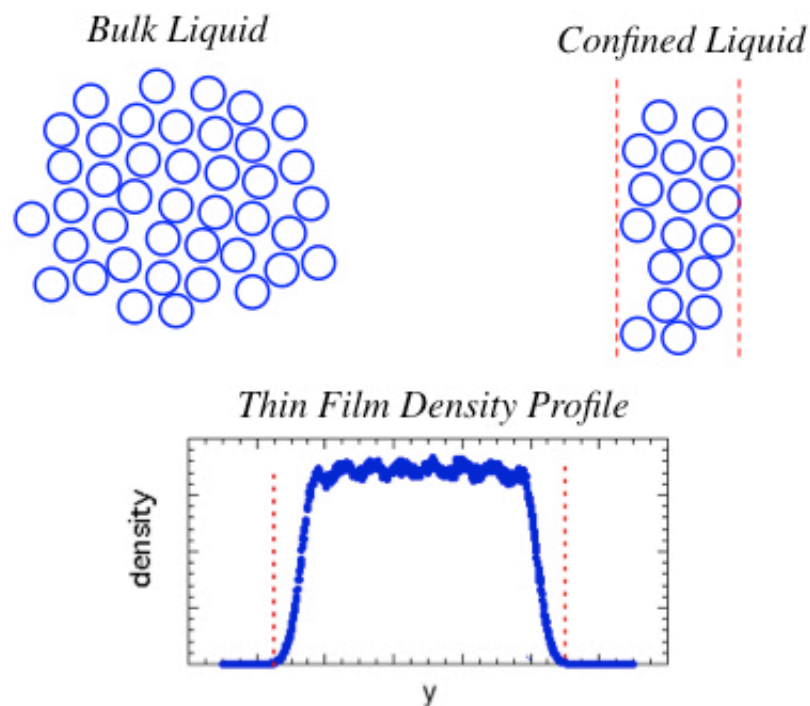 Bulk Liquid
Confined Liquid
Thin Film Density Profile
density
y